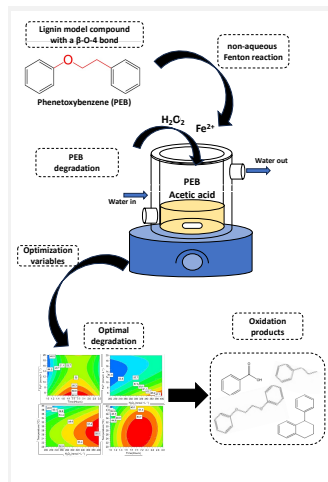 Lignin model compound
with a β-O-4 bond
non-aqueous
Fenton reaction
O
Phenetoxybenzene (PEB)
H₂O₂
Fe²⁺
PEB
degradation
Water out
PEB
Acetic acid
Water in
Optimization
variables
Optimal
degradation
Oxidation
products